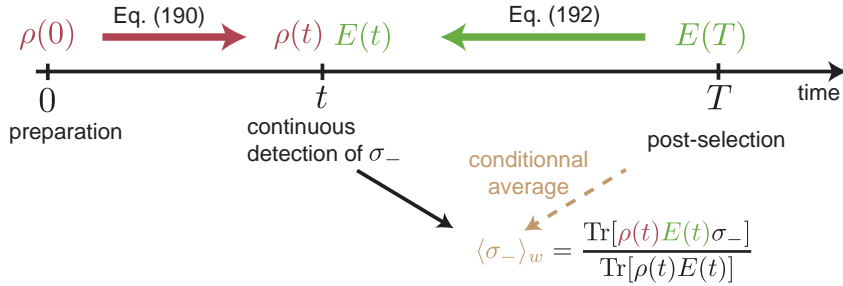 Eq. (190) Eq. (192)
ρ(0) ρ(t) E(t) E(T)
0 t T time
preparation
continuous
detection of σ₋
post-selection
conditionnal
average
⟨σ₋⟩_w = Tr[ρ(t)E(t)σ₋] / Tr[ρ(t)E(t)]